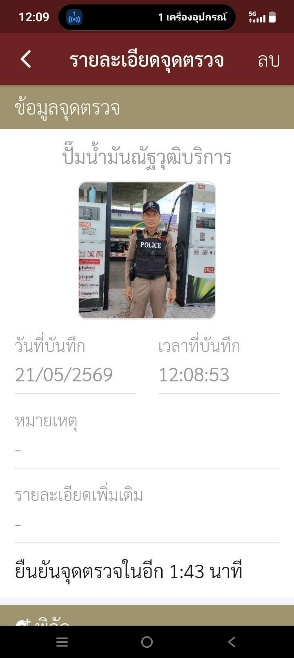 12:09
1 เครื่องอุปกรณ์
5G
รายละเอียดจุดตรวจ
ลบ
ข้อมูลจุดตรวจ
ปั๊มน้ำมันณัฐวุฒิบริการ
POLICE
วันที่บันทึก เวลาที่บันทึก
21/05/2569 12:08:53
หมายเหตุ
-
รายละเอียดเพิ่มเติม
-
ยืนยันจุดตรวจในอีก 1:43 นาที
พิกัด